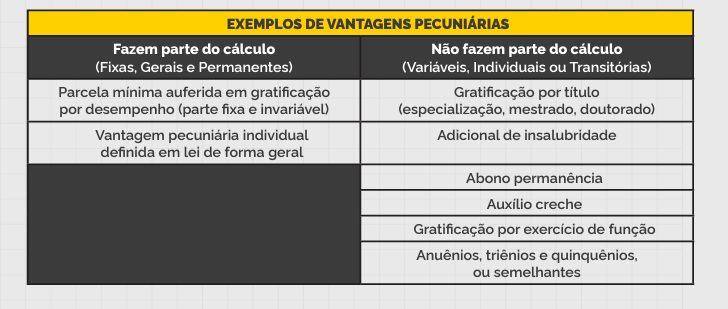 EXEMPLOS DE VANTAGENS PECUNIÁRIAS
Fazem parte do cálculo
(Fixas, Gerais e Permanentes)
Não fazem parte do cálculo
(Variáveis, Individuais ou Transitórias)
Parcela mínima auferida em gratificação
por desempenho (parte fixa e invariável)
Gratificação por título
(especialização, mestrado, doutorado)
Vantagem pecuniária individual
definida em lei de forma geral
Adicional de insalubridade
Abono permanência
Auxílio creche
Gratificação por exercício de função
Anuênios, triênios e quinquênios,
ou semelhantes